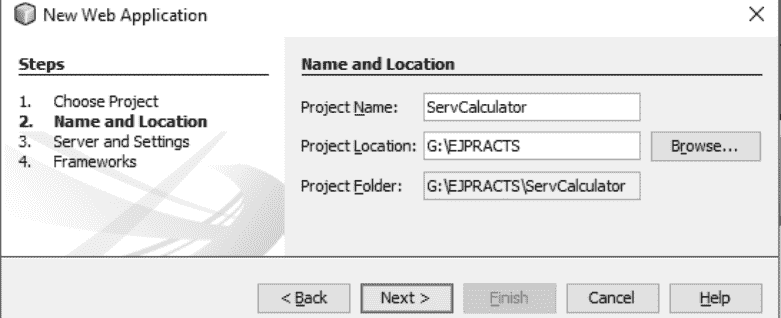 New Web Application
Steps
1. Choose Project
2. Name and Location
3. Server and Settings
4. Frameworks
Name and Location
Project Name: ServCalculator
Project Location: G:\EJPRACTS Browse...
Project Folder: G:\EJPRACTS\ServCalculator
< Back Next > Finish Cancel Help